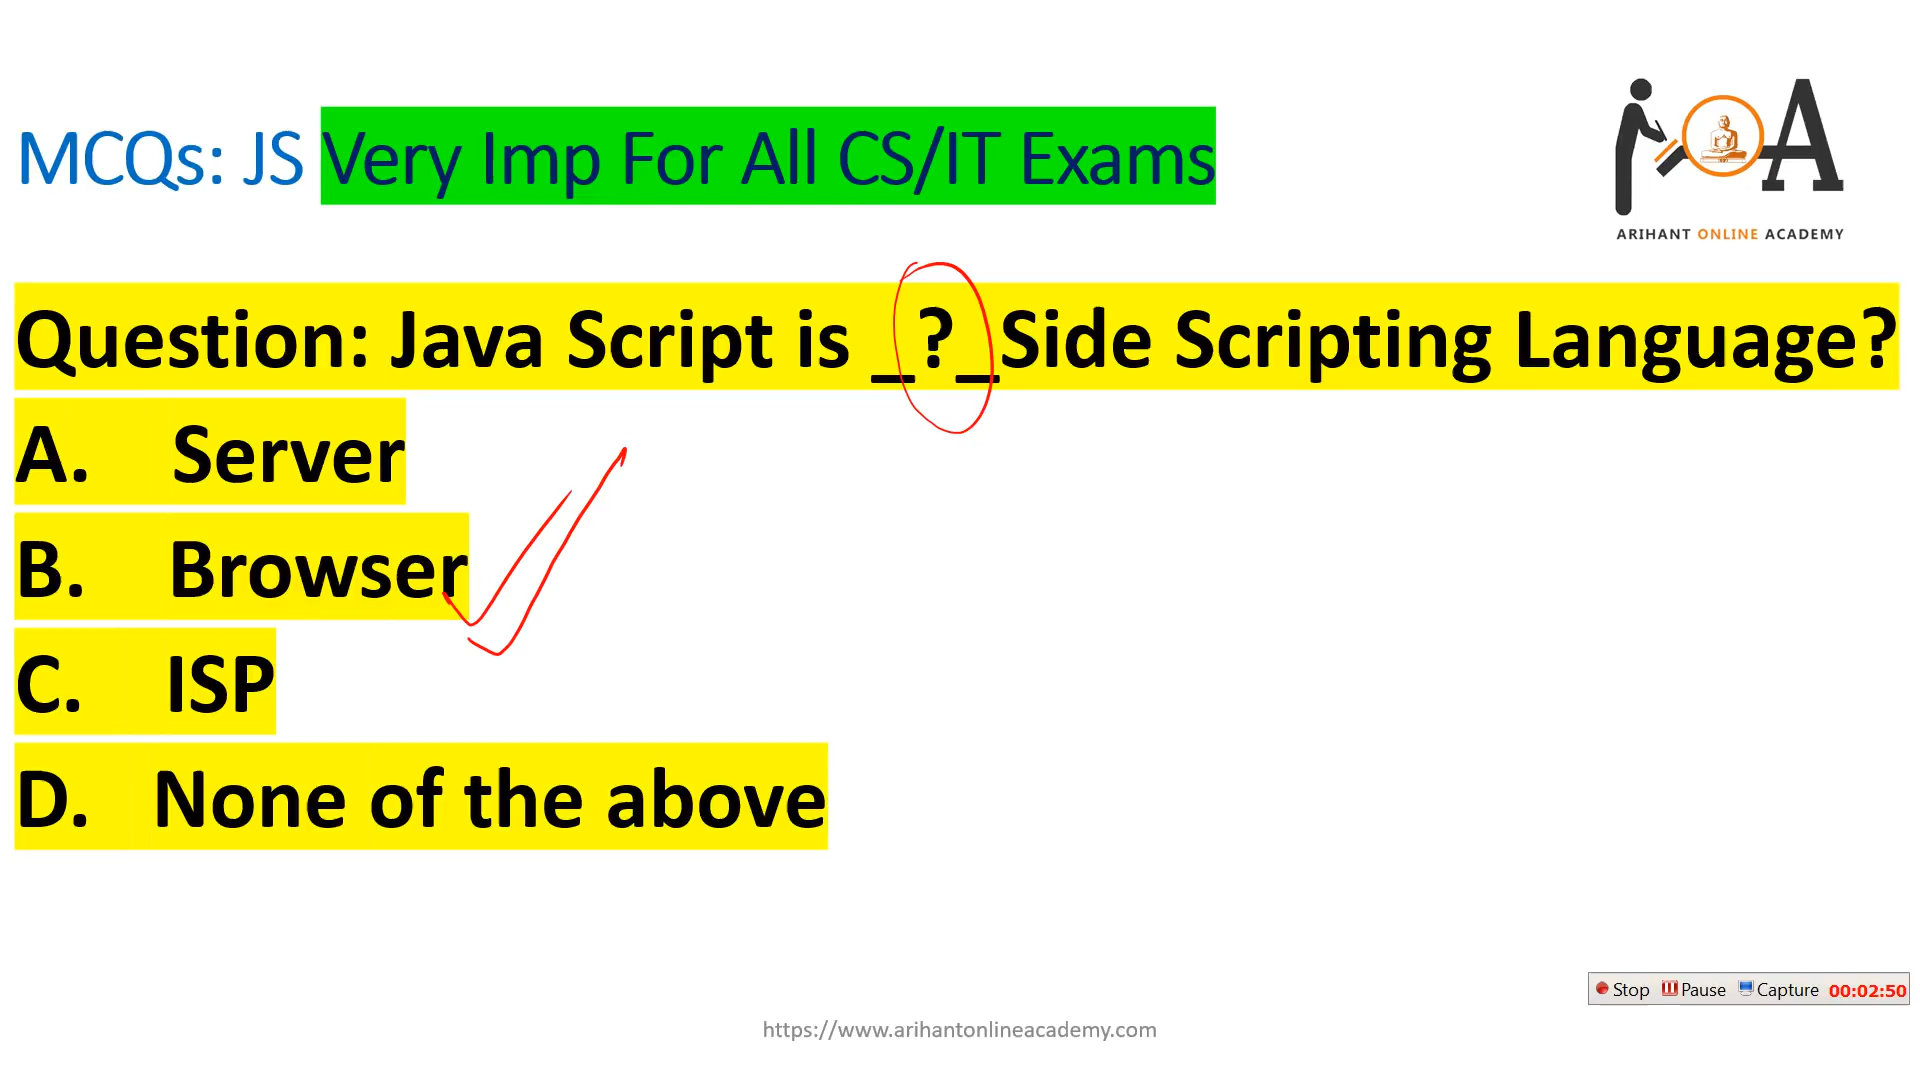 MCQs: JS Very Imp For All CS/IT Exams
A
ARIHANT ONLINE ACADEMY
Question: Java Script is _?_Side Scripting Language?
A. Server
B. Browser
C. ISP
D. None of the above
Stop Pause Capture 00:02:50
https://www.arihantonlineacademy.com